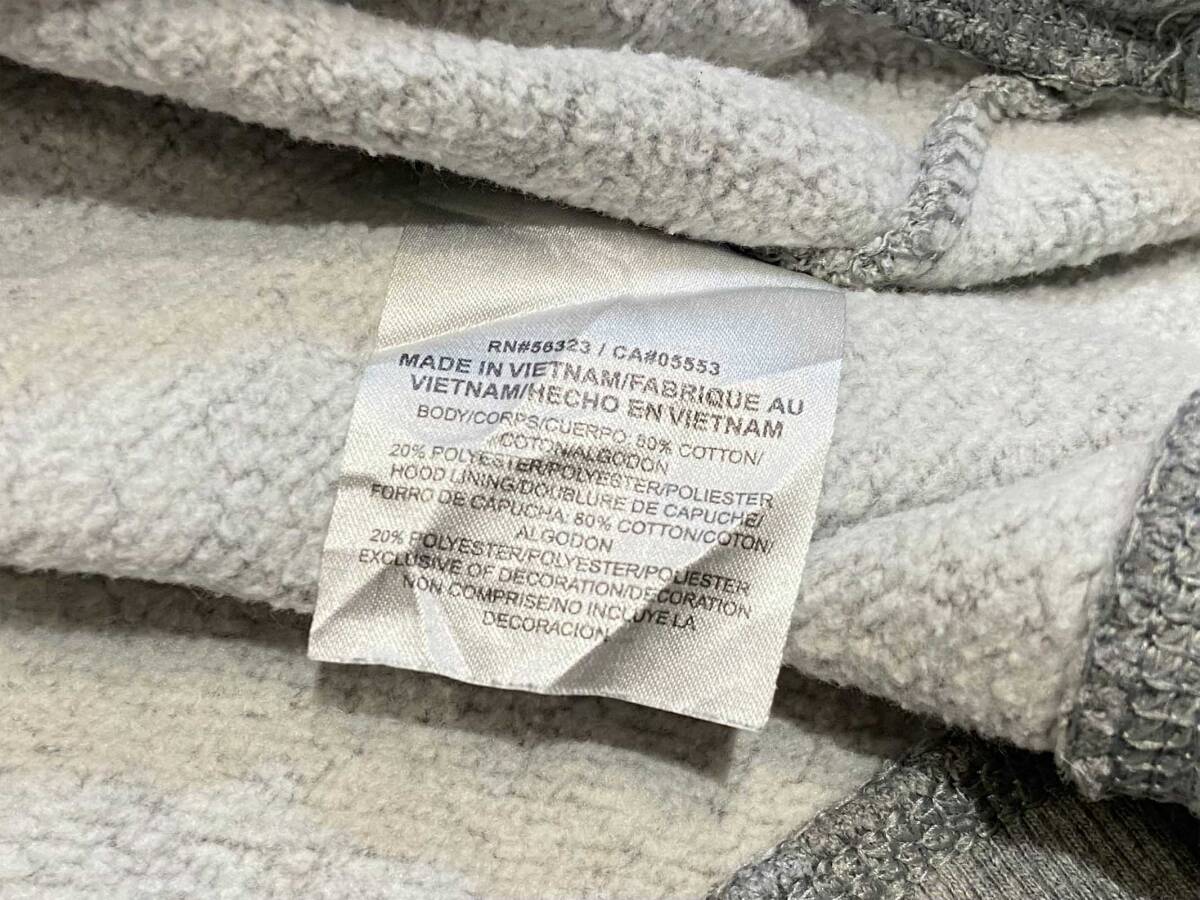 RN#56323 / CA#05553
MADE IN VIETNAM/FABRIQUE AU
VIETNAM/HECHO EN VIETNAM
BODY/CORPS/CUERPO: 80% COTTON/
COTON/ALGODON
20% POLYESTER/POLYESTER/POLIESTER
HOOD LINING/DOUBLURE DE CAPUCHE/
FORRO DE CAPUCHA: 80% COTTON/COTON/
ALGODON
20% POLYESTER/POLYESTER/POLIESTER
EXCLUSIVE OF DECORATION/DECORATION
NON COMPRISE/NO INCLUYE LA
DECORACION